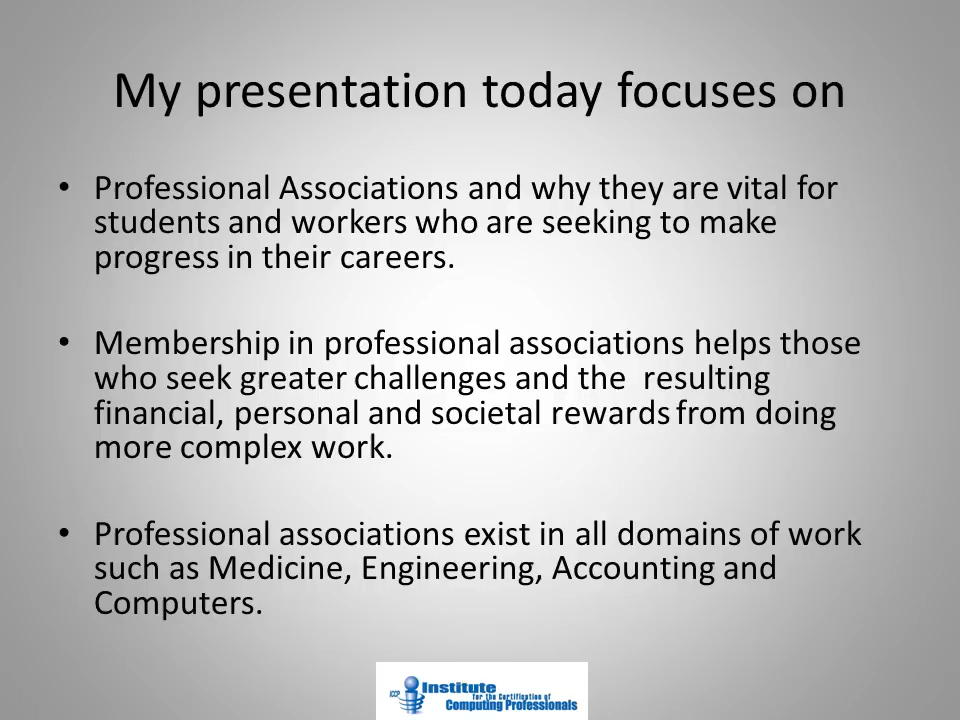 My presentation today focuses on
• Professional Associations and why they are vital for
students and workers who are seeking to make
progress in their careers.
• Membership in professional associations helps those
who seek greater challenges and the  resulting
financial, personal and societal rewards from doing
more complex work.
• Professional associations exist in all domains of work
such as Medicine, Engineering, Accounting and
Computers.
ICCP Institute
for the Certification of
Computing Professionals